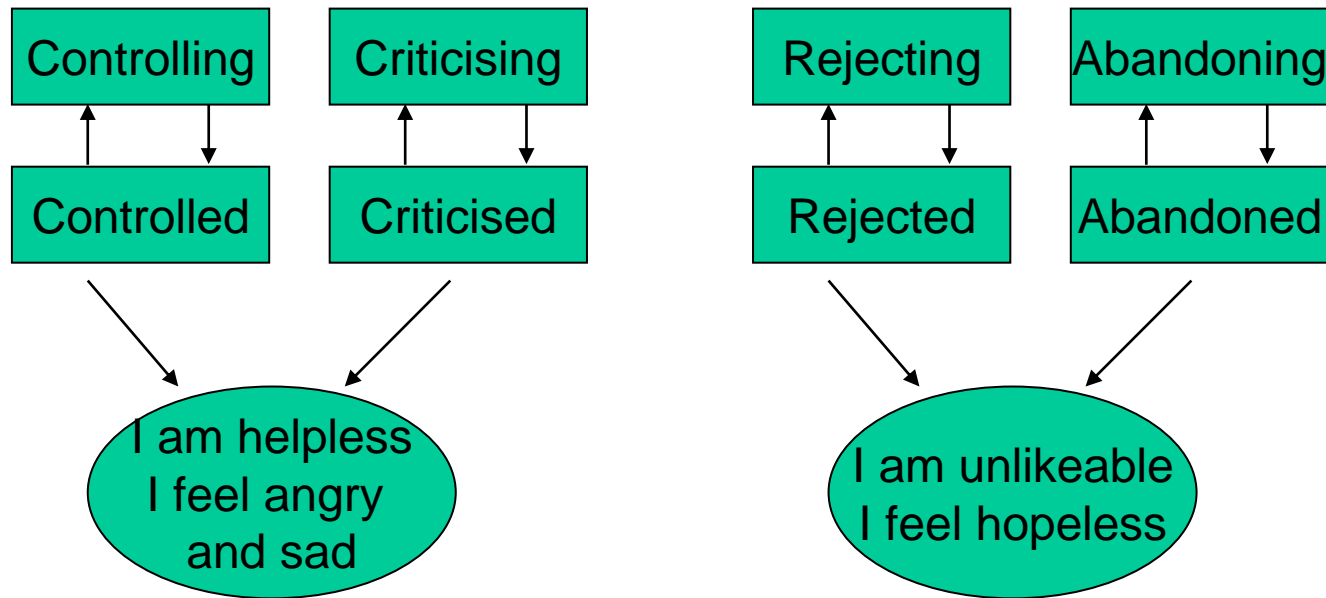 Controlling
Criticising
Rejecting
Abandoning
Controlled
Criticised
Rejected
Abandoned
I am helpless
I feel angry
and sad
I am unlikeable
I feel hopeless